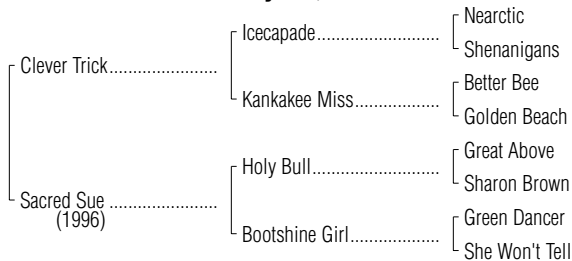 Nearctic
Icecapade....................
Shenanigans
Clever Trick.................
Better Bee
Kankakee Miss.............
Golden Beach
Great Above
Holy Bull.....................
Sharon Brown
Sacred Sue .................
(1996)
Green Dancer
Bootshine Girl..............
She Won't Tell